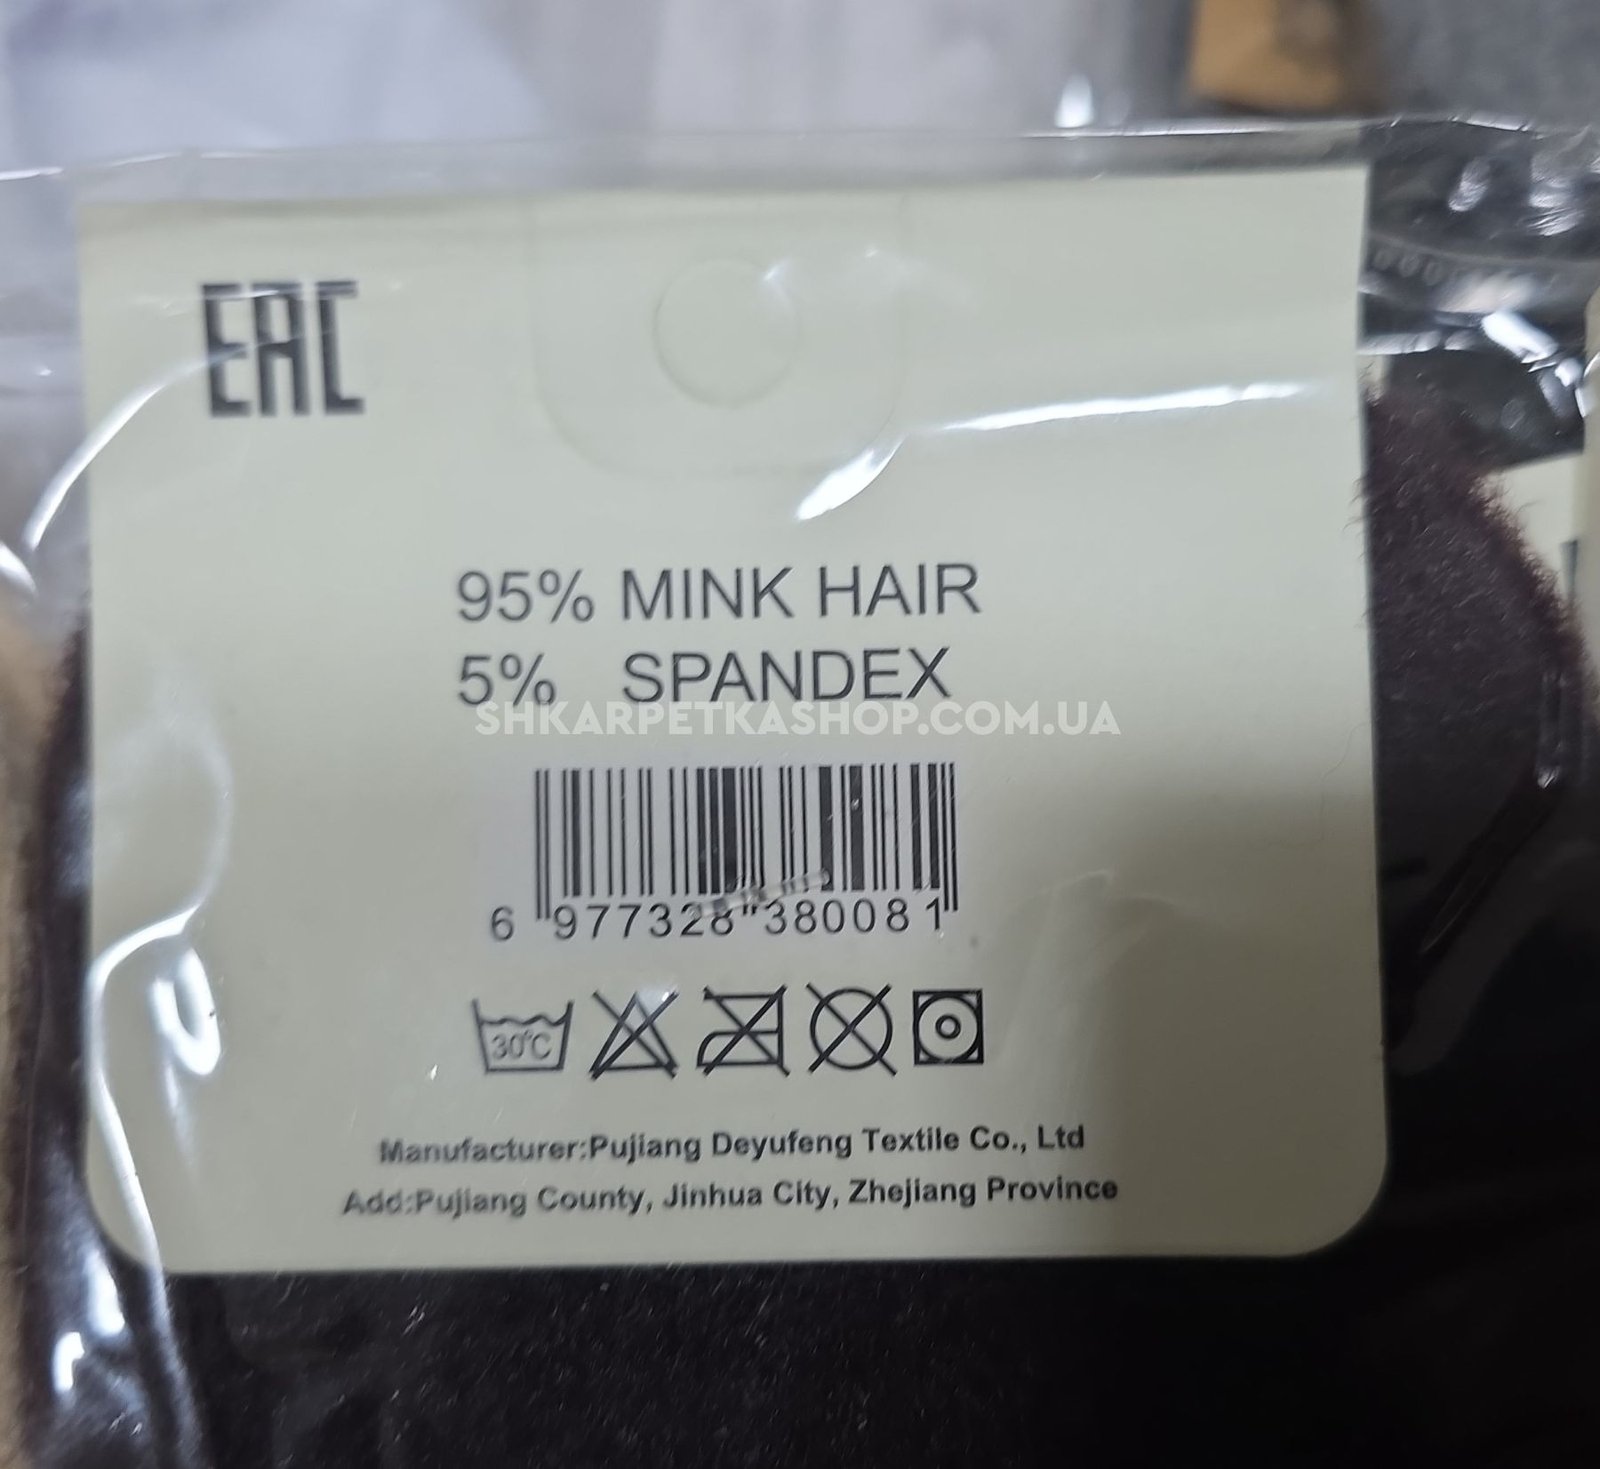 EAC
95% MINK HAIR
5% SPANDEX
SHKARPETKASHOP.COM.UA
6 977328 380081
30°C
Manufacturer:Pujiang Deyufeng Textile Co., Ltd
Add:Pujiang County, Jinhua City, Zhejiang Province